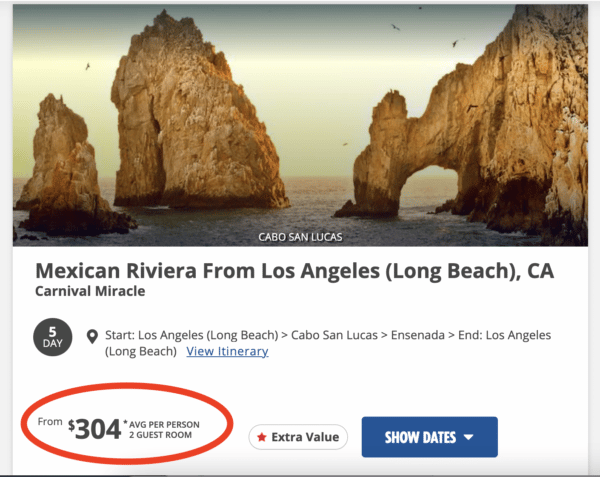 CABO SAN LUCAS
Mexican Riviera From Los Angeles (Long Beach), CA
Carnival Miracle
5
DAY
Start: Los Angeles (Long Beach) > Cabo San Lucas > Ensenada > End: Los Angeles
(Long Beach) View Itinerary
From $304 * AVG PER PERSON
2 GUEST ROOM
Extra Value
SHOW DATES